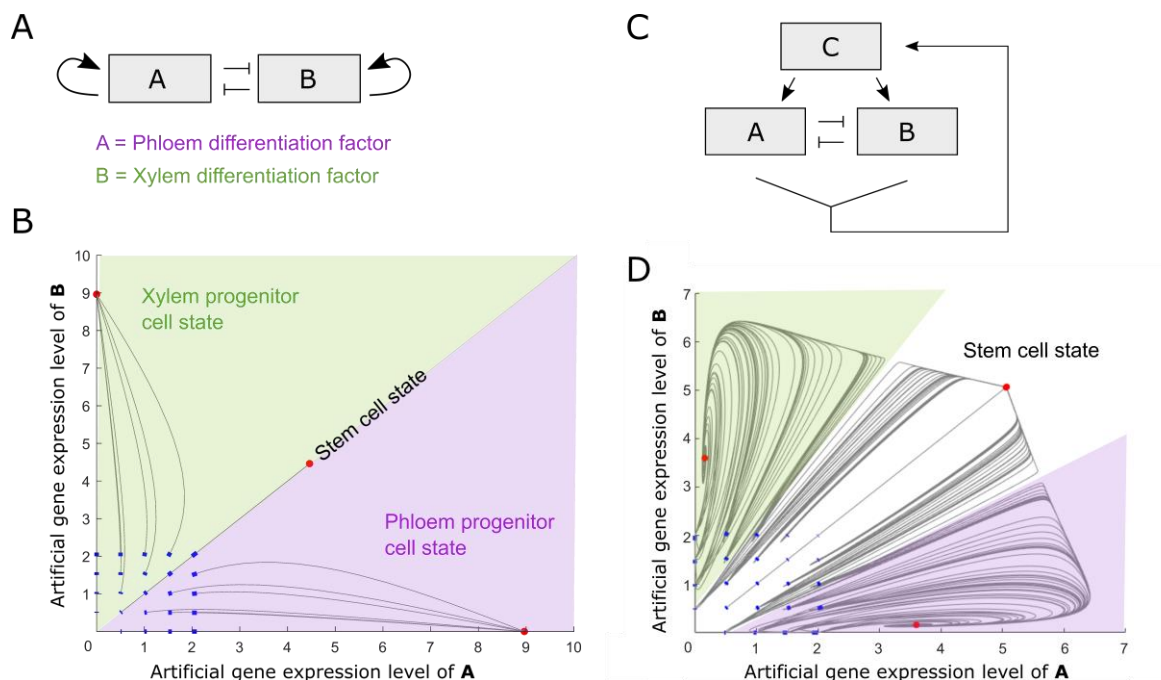 A
A
B
A = Phloem differentiation factor
B = Xylem differentiation factor
B
Artificial gene expression level of B
10
9
8
7
6
5
4
3
2
1
0
Xylem progenitor
cell state
Stem cell state
Phloem progenitor
cell state
0 1 2 3 4 5 6 7 8 9 10
Artificial gene expression level of A
C
C
A
B
D
Artificial gene expression level of B
7
6
5
4
3
2
1
0
Stem cell state
0 1 2 3 4 5 6 7
Artificial gene expression level of A